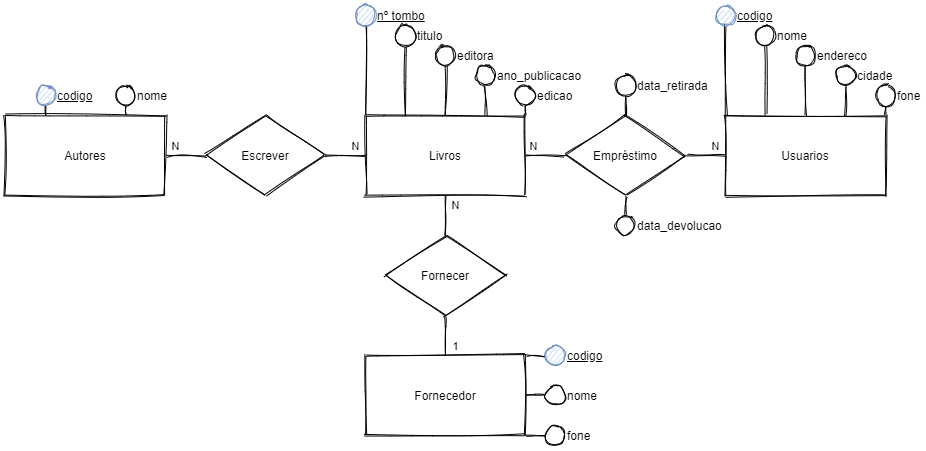 nº tombo
titulo
editora
ano_publicacao
edicao
codigo
nome
endereco
cidade
fone
codigo
nome
data_retirada
Autores
N
Escrever
N
Livros
N
Empréstimo
N
Usuarios
N
data_devolucao
Fornecer
1
Fornecedor
codigo
nome
fone